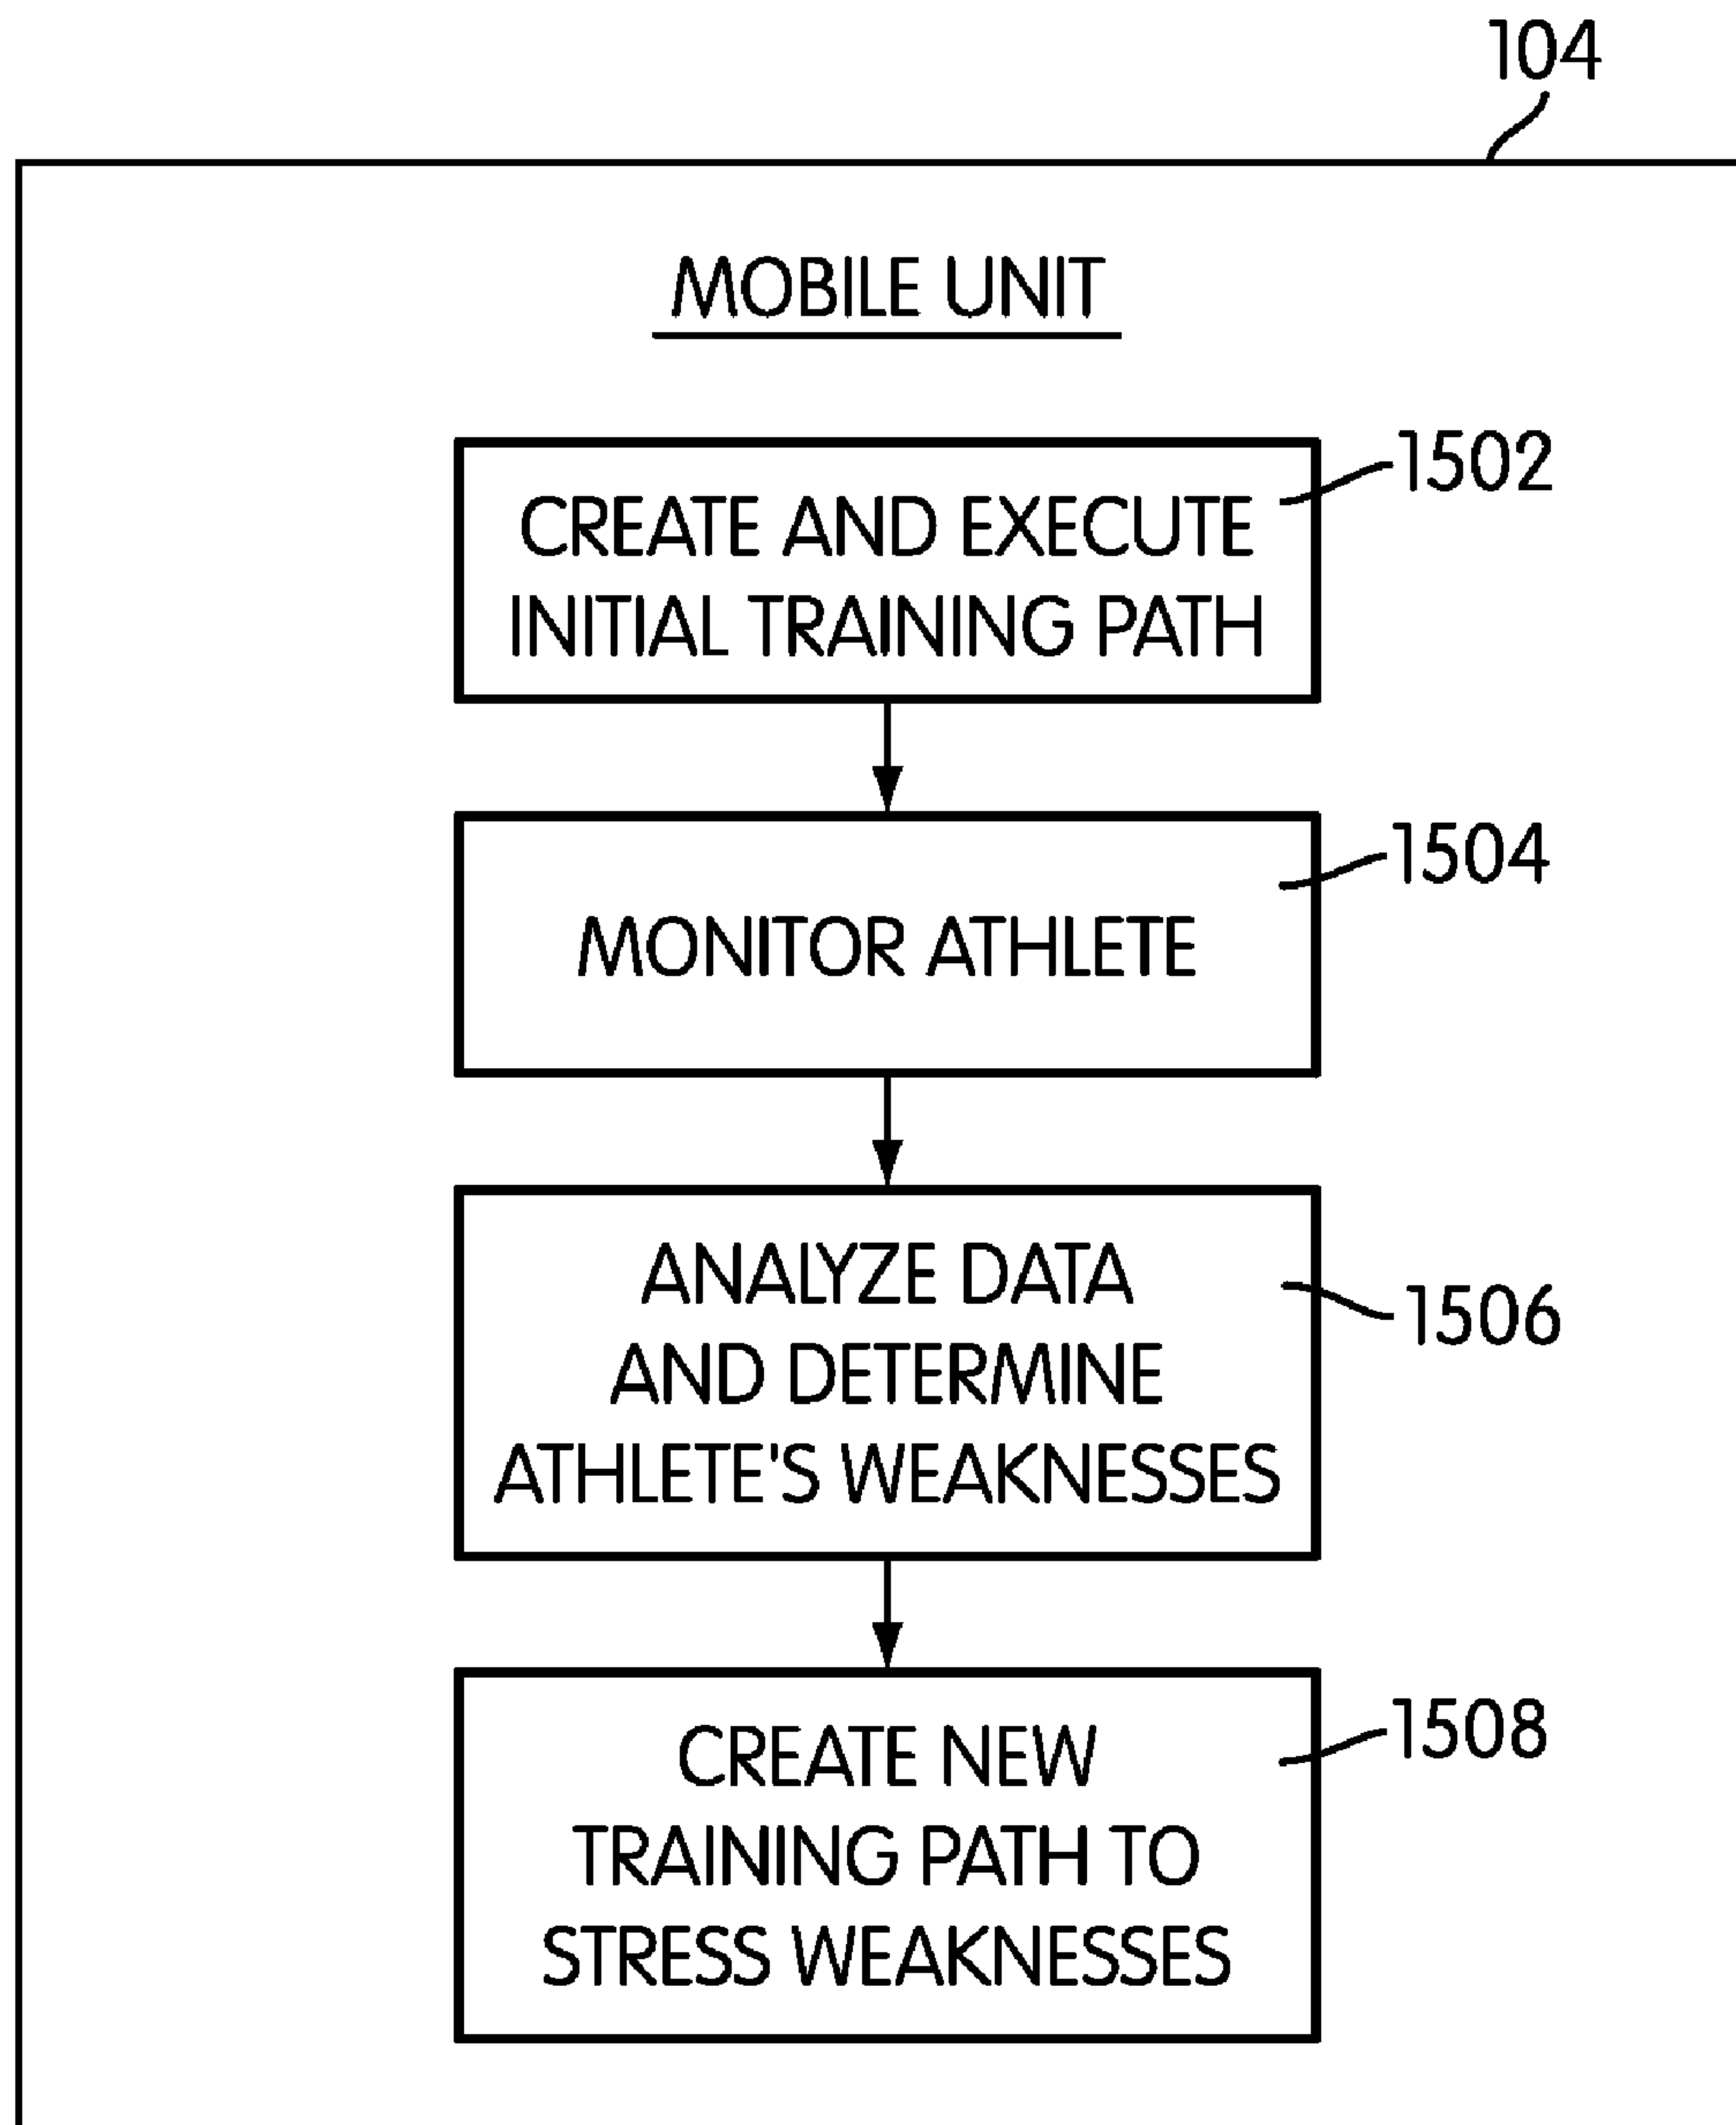 104
MOBILE UNIT
1502
CREATE AND EXECUTE
INITIAL TRAINING PATH
1504
MONITOR ATHLETE
ANALYZE DATA
1506
AND DETERMINE
ATHLETE'S WEAKNESSES
1508
CREATE NEW
TRAINING PATH TO
STRESS WEAKNESSES